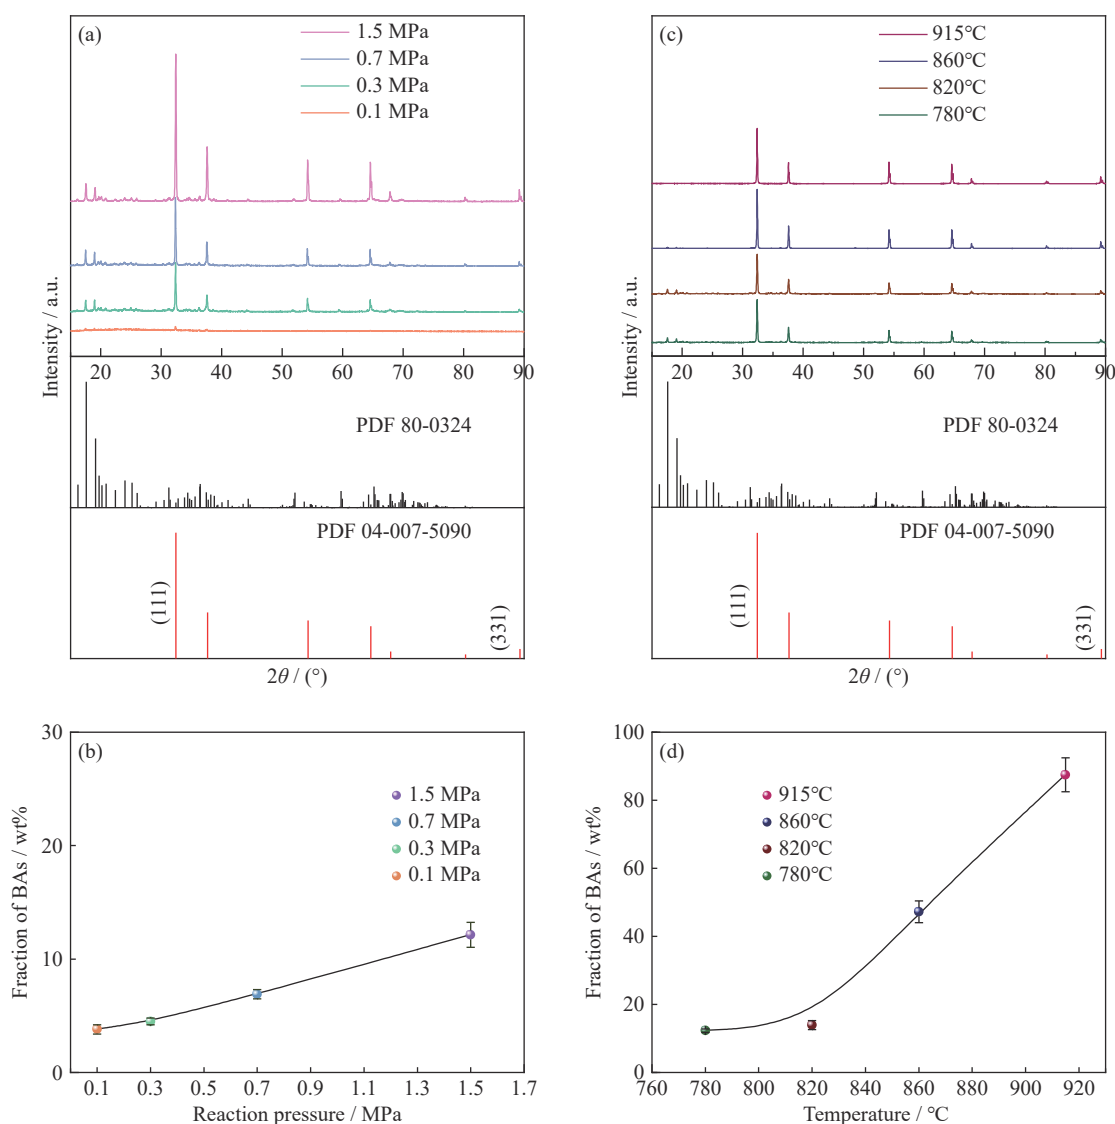 (a)
1.5 MPa
0.7 MPa
0.3 MPa
0.1 MPa
Intensity / a.u.
20 30 40 50 60 70 80 90
PDF 80-0324
PDF 04-007-5090
(111)
(331)
2θ / (°)
(c)
915℃
860℃
820℃
780℃
Intensity / a.u.
20 30 40 50 60 70 80 90
PDF 80-0324
PDF 04-007-5090
(111)
(331)
2θ / (°)
(b)
1.5 MPa
0.7 MPa
0.3 MPa
0.1 MPa
Fraction of BAs / wt%
30
20
10
0
0.1 0.3 0.5 0.7 0.9 1.1 1.3 1.5 1.7
Reaction pressure / MPa
(d)
915℃
860℃
820℃
780℃
Fraction of BAs / wt%
100
80
60
40
20
0
760 780 800 820 840 860 880 900 920
Temperature / ℃